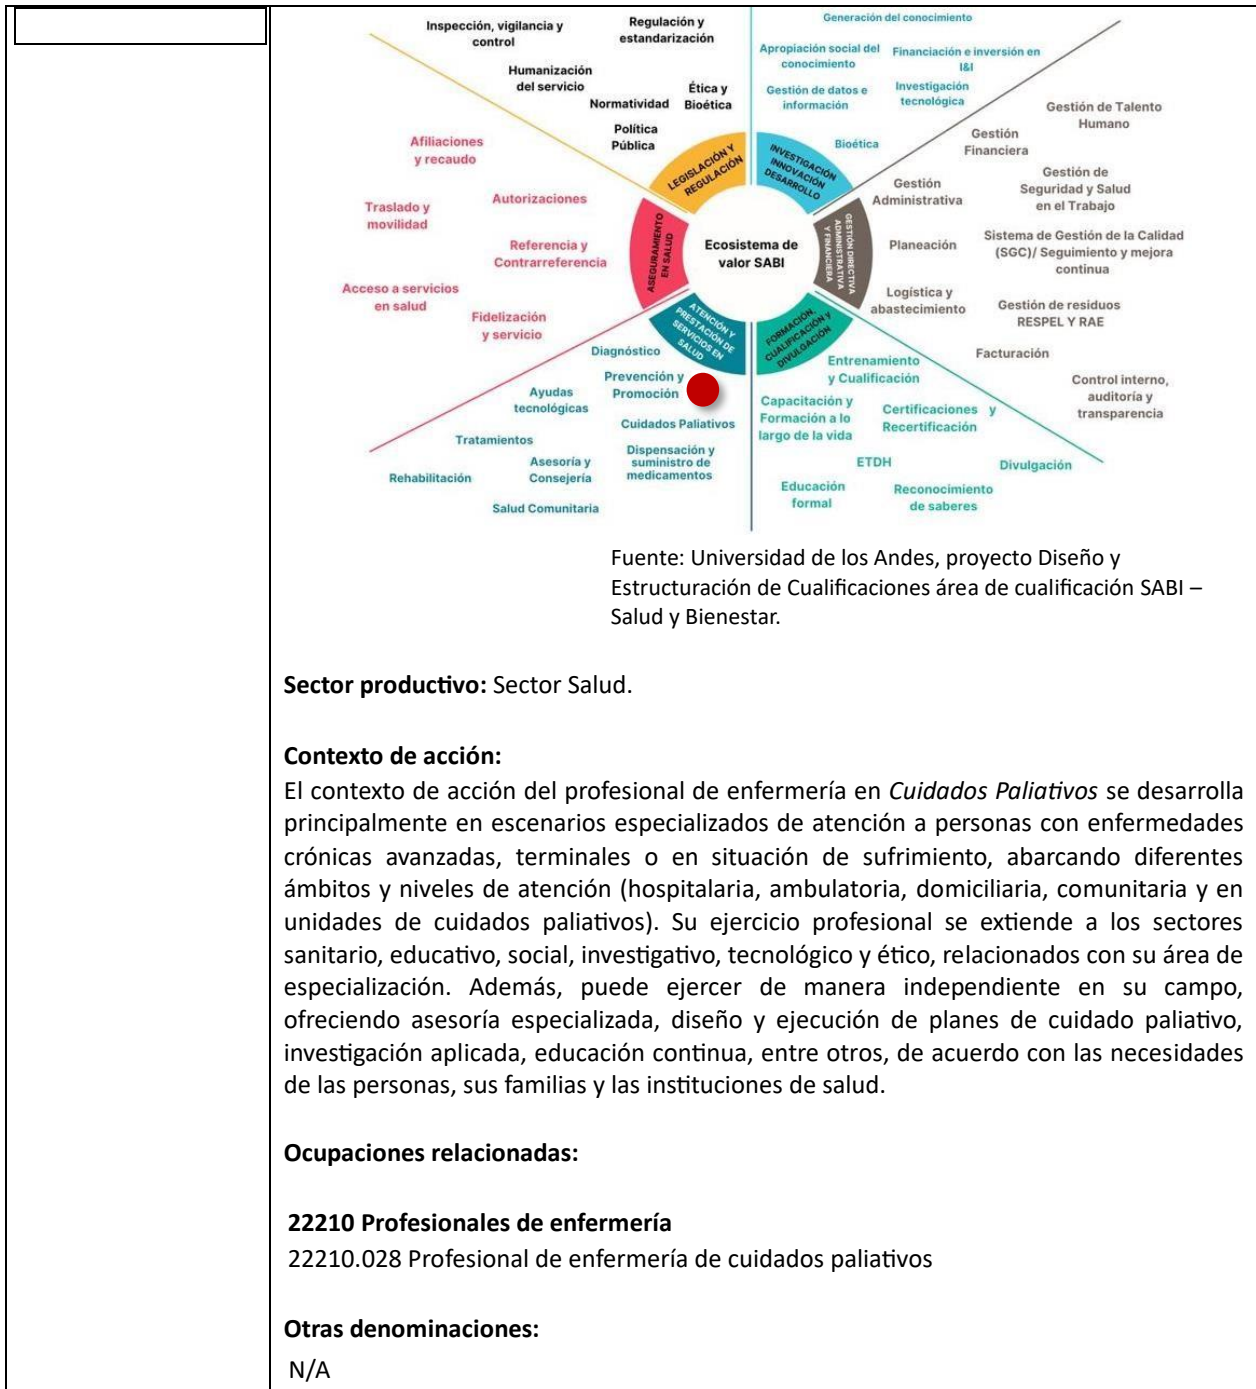 Inspección, vigilancia y
control
Regulación y
estandarización
Humanización
del servicio
Normatividad
Ética y
Bioética
Política
Pública
Generación del conocimiento
Apropiación social del
conocimiento
Financiación e inversión en
I&I
Gestión de datos e
información
Investigación
tecnológica
Bioética
Gestión de Talento
Humano
Gestión
Financiera
Gestión de
Seguridad y Salud
en el Trabajo
Gestión
Administrativa
Planeación
Sistema de Gestión de la Calidad
(SGC)/ Seguimiento y mejora
continua
Logística y
abastecimiento
Gestión de residuos
RESPEL Y RAE
Facturación
Control interno,
auditoría y
transparencia
Afiliaciones
y recaudo
Autorizaciones
Traslado y
movilidad
Referencia y
Contrarreferencia
Acceso a servicios
en salud
Fidelización
y servicio
LEGISLACIÓN Y
REGULACIÓN
INVESTIGACIÓN
INNOVACIÓN
DESARROLLO
GESTIÓN DIRECTIVA
ADMINISTRATIVA
Y FINANCIERA
FORMACIÓN,
CUALIFICACIÓN y
DIVULGACIÓN
ATENCIÓN Y
PRESTACIÓN DE
SERVICIOS EN
SALUD
ASEGURAMIENTO
EN SALUD
Ecosistema de
valor SABI
Diagnóstico
Prevención y
Promoción
Ayudas
tecnológicas
Cuidados Paliativos
Tratamientos
Dispensación y
suministro de
medicamentos
Asesoría y
Consejería
Rehabilitación
Salud Comunitaria
Entrenamiento
y Cualificación
Capacitación y
Formación a lo
largo de la vida
Certificaciones y
Recertificación
ETDH
Divulgación
Educación
formal
Reconocimiento
de saberes
Fuente: Universidad de los Andes, proyecto Diseño y
Estructuración de Cualificaciones área de cualificación SABI –
Salud y Bienestar.
Sector productivo: Sector Salud.
Contexto de acción:
El contexto de acción del profesional de enfermería en Cuidados Paliativos se desarrolla
principalmente en escenarios especializados de atención a personas con enfermedades
crónicas avanzadas, terminales o en situación de sufrimiento, abarcando diferentes
ámbitos y niveles de atención (hospitalaria, ambulatoria, domiciliaria, comunitaria y en
unidades de cuidados paliativos). Su ejercicio profesional se extiende a los sectores
sanitario, educativo, social, investigativo, tecnológico y ético, relacionados con su área de
especialización. Además, puede ejercer de manera independiente en su campo,
ofreciendo asesoría especializada, diseño y ejecución de planes de cuidado paliativo,
investigación aplicada, educación continua, entre otros, de acuerdo con las necesidades
de las personas, sus familias y las instituciones de salud.
Ocupaciones relacionadas:
22210 Profesionales de enfermería
22210.028 Profesional de enfermería de cuidados paliativos
Otras denominaciones:
N/A